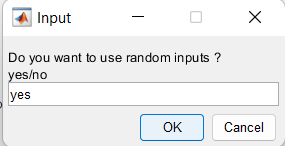 Input
Do you want to use random inputs ?
yes/no
yes
OK Cancel